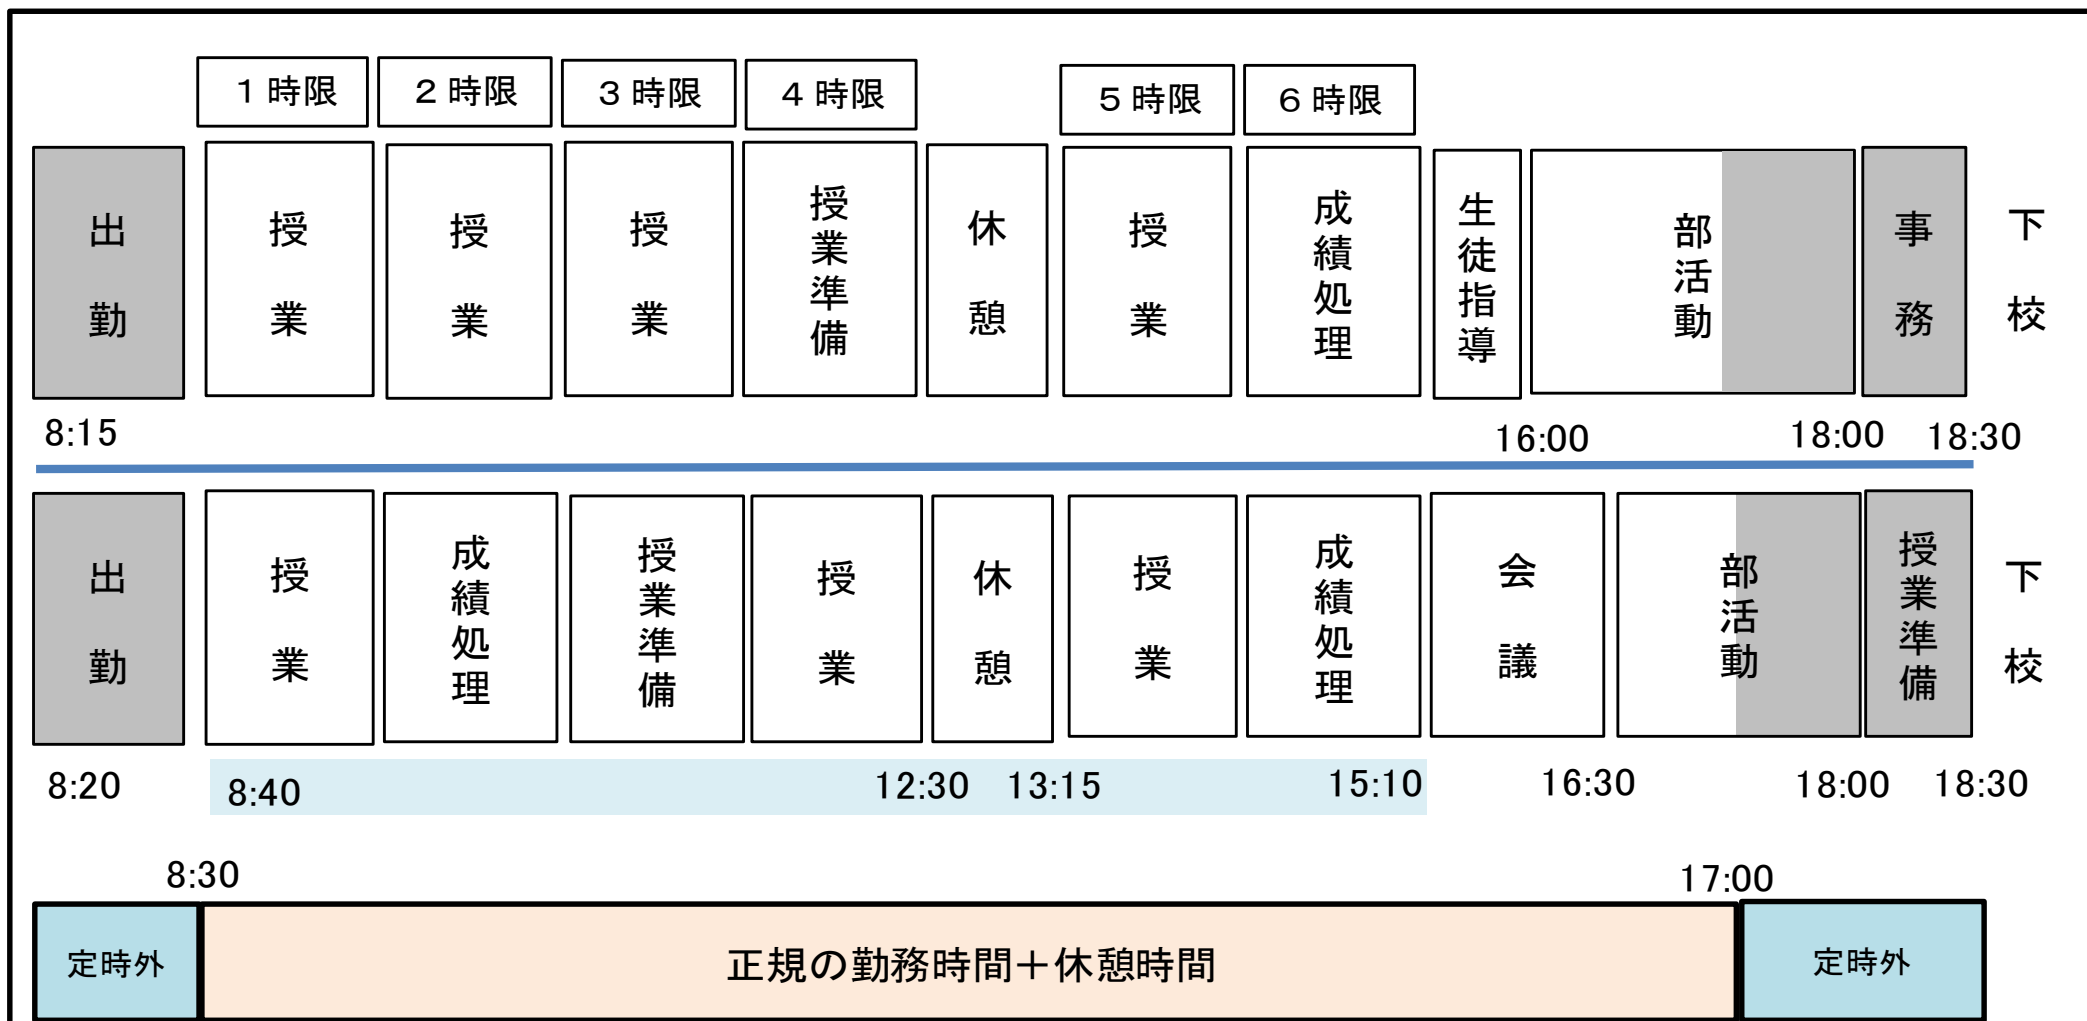 １時限 ２時限 ３時限 ４時限 ５時限 ６時限
出勤 授業 授業 授業 授業準備 休憩 授業 成績処理 生徒指導 部活動 事務 下校
8:15 16:00 18:00 18:30
出勤 授業 成績処理 授業準備 授業 休憩 授業 成績処理 会議 部活動 授業準備 下校
8:20 8:40 12:30 13:15 15:10 16:30 18:00 18:30
8:30 17:00
定時外 正規の勤務時間＋休憩時間 定時外